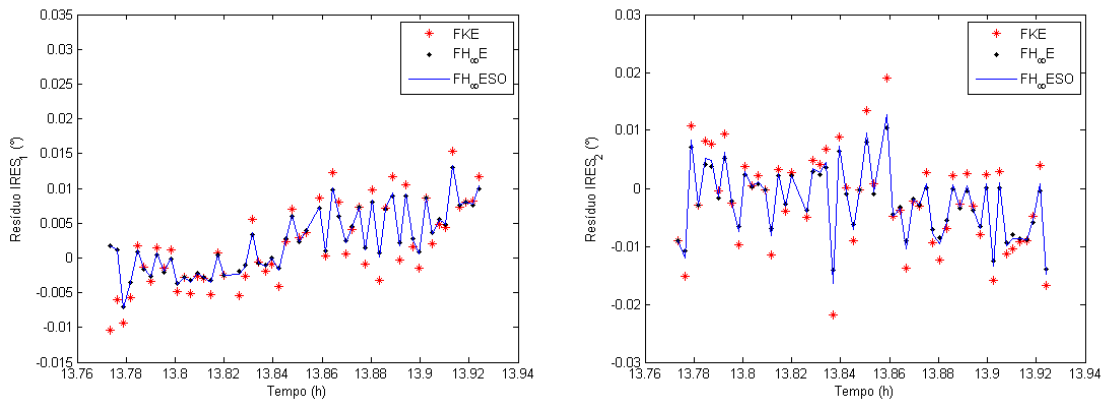 0.035
0.03
0.025
0.02
0.015
0.01
0.005
0
-0.005
-0.01
-0.015
13.76 13.78 13.8 13.82 13.84 13.86 13.88 13.9 13.92 13.94
Tempo (h)
Resíduo IRES1 (°)
FKE
FH∞E
FH∞ESO
0.03
0.02
0.01
0
-0.01
-0.02
-0.03
13.76 13.78 13.8 13.82 13.84 13.86 13.88 13.9 13.92 13.94
Tempo (h)
Resíduo IRES2 (°)
FKE
FH∞E
FH∞ESO